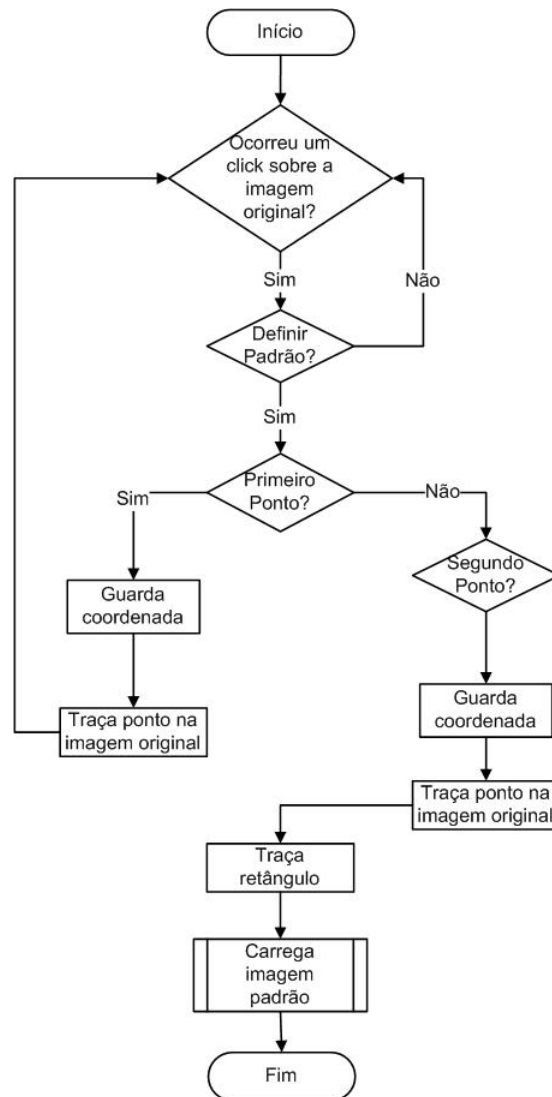 Início
Ocorreu um
click sobre a
imagem
original?
Sim
Não
Definir
Padrão?
Sim
Primeiro
Ponto?
Sim
Não
Segundo
Ponto?
Guarda
coordenada
Traça ponto na
imagem original
Guarda
coordenada
Traça ponto na
imagem original
Traça
retângulo
Carrega
imagem
padrão
Fim